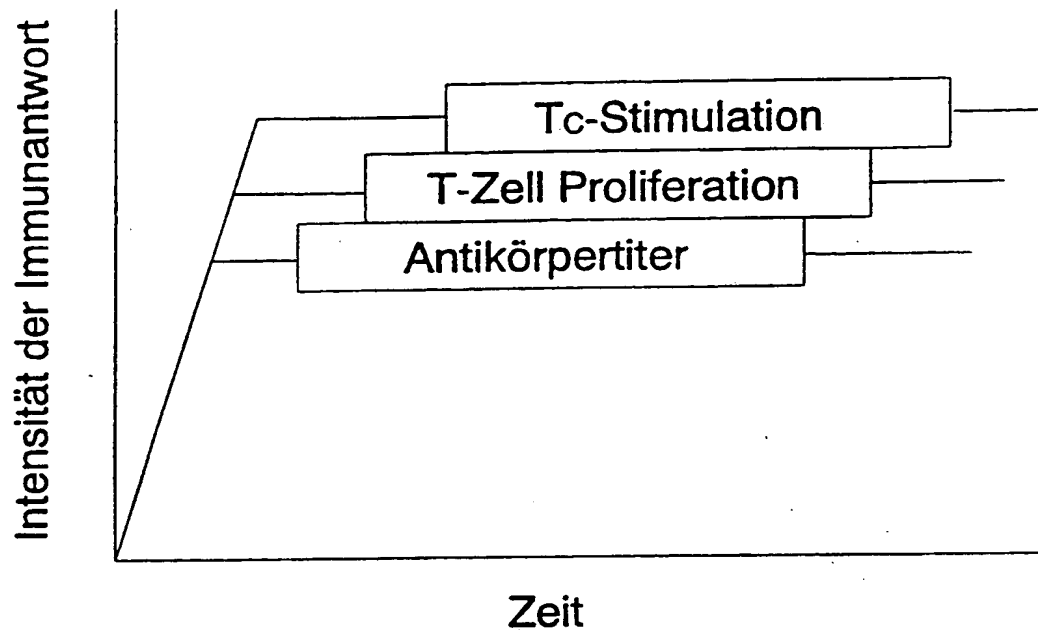 Intensität der Immunantwort
Tc-Stimulation
T-Zell Proliferation
Antikörpertiter
Zeit